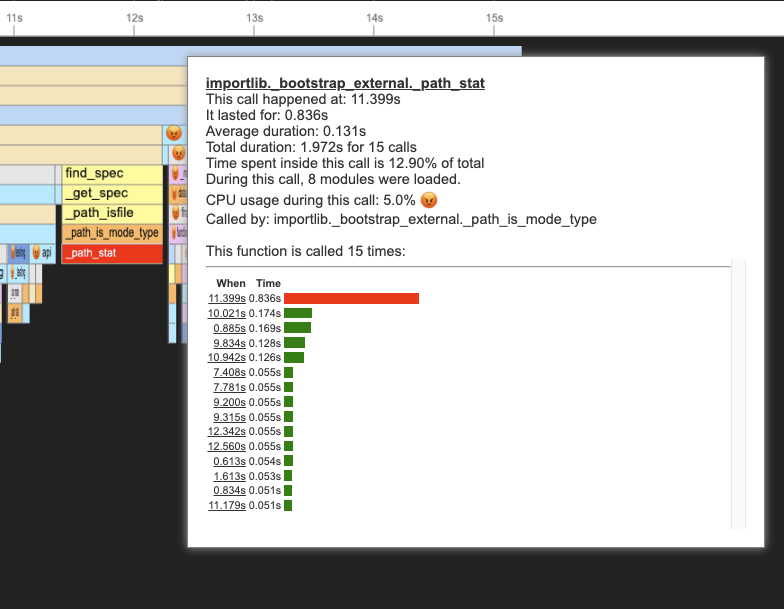 11s 12s 13s 14s 15s
importlib._bootstrap_external._path_stat
This call happened at: 11.399s
It lasted for: 0.836s
Average duration: 0.131s
Total duration: 1.972s for 15 calls
Time spent inside this call is 12.90% of total
During this call, 8 modules were loaded.
CPU usage during this call: 5.0% 😡
Called by: importlib._bootstrap_external._path_is_mode_type
This function is called 15 times:
When Time
11.399s 0.836s
10.021s 0.174s
0.885s 0.169s
9.834s 0.128s
10.942s 0.126s
7.408s 0.055s
7.781s 0.055s
9.200s 0.055s
9.315s 0.055s
12.342s 0.055s
12.560s 0.055s
0.613s 0.054s
1.613s 0.053s
0.834s 0.051s
11.179s 0.051s
find_spec
_get_spec
_path_isfile
_path_is_mode_type
api
_path_stat